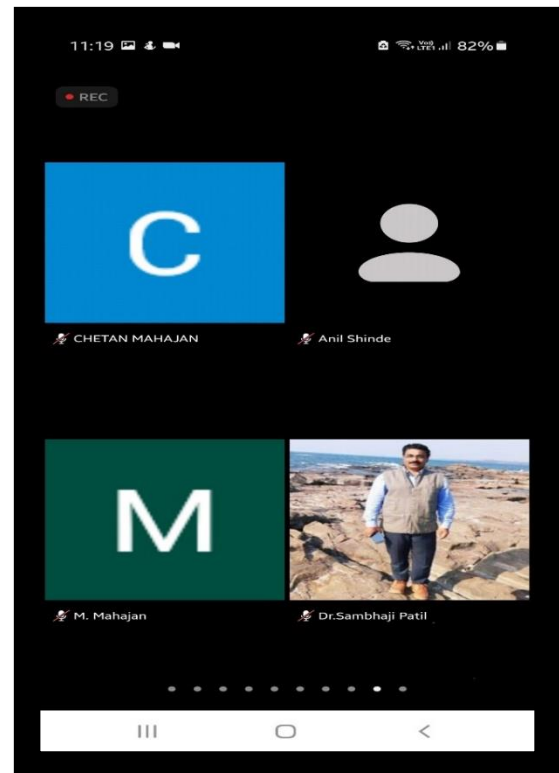 11:19 82%
REC
C
CHETAN MAHAJAN Anil Shinde
M
M. Mahajan Dr.Sambhaji Patil